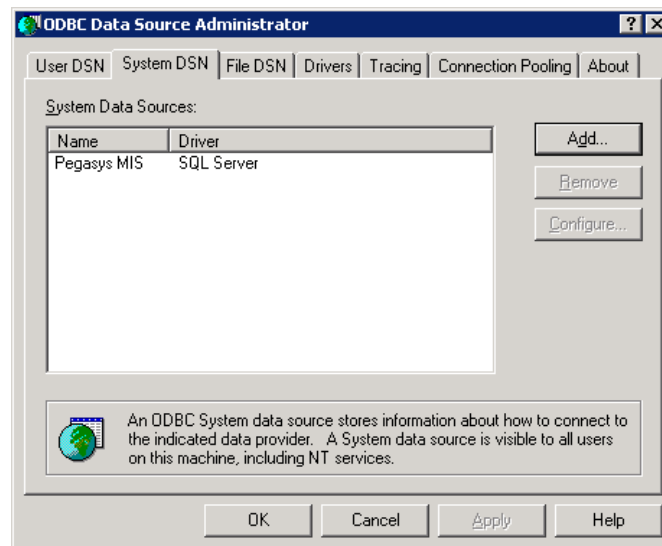 ODBC Data Source Administrator
User DSN System DSN File DSN Drivers Tracing Connection Pooling About
System Data Sources:
Name Driver
Pegasys MIS SQL Server
Add...
Remove
Configure...
An ODBC System data source stores information about how to connect to
the indicated data provider. A System data source is visible to all users
on this machine, including NT services.
OK Cancel Apply Help